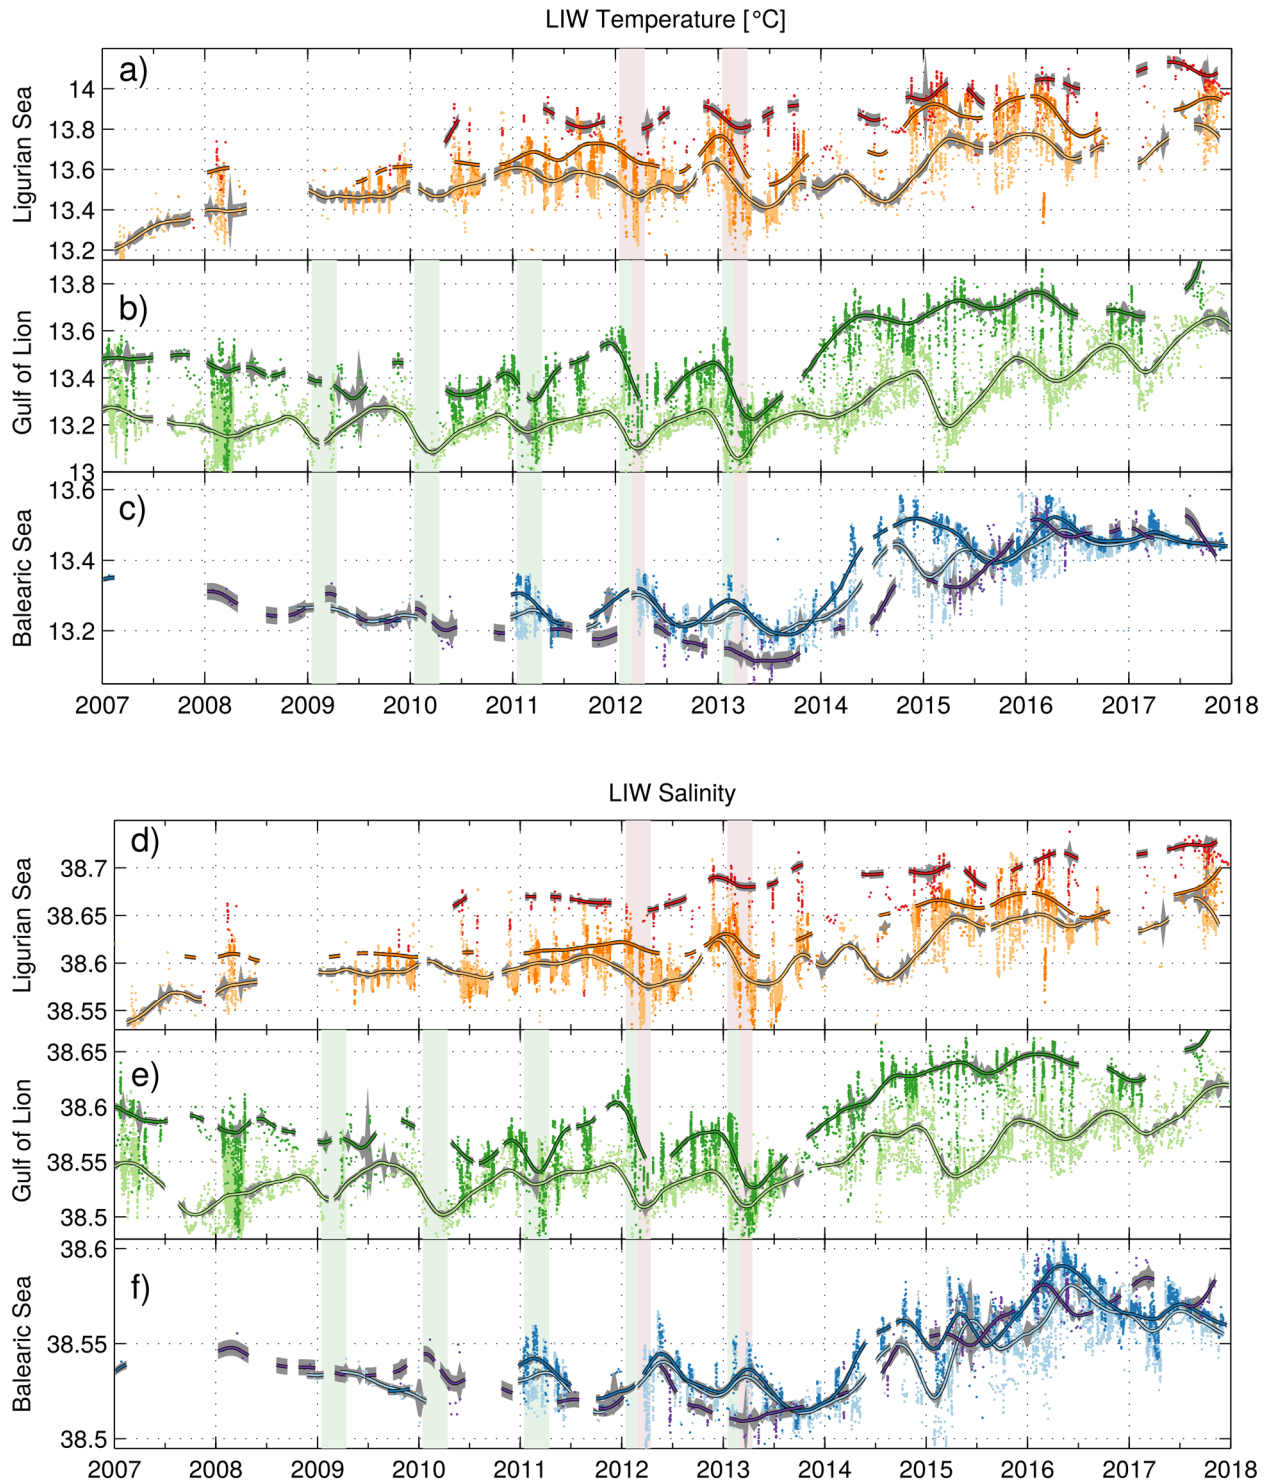 LIW Temperature [°C]
a)
Ligurian Sea
14
13.8
13.6
13.4
13.2
b)
Gulf of Lion
13.8
13.6
13.4
13.2
13
c)
Balearic Sea
13.6
13.4
13.2
2007 2008 2009 2010 2011 2012 2013 2014 2015 2016 2017 2018
LIW Salinity
d)
Ligurian Sea
38.7
38.65
38.6
38.55
e)
Gulf of Lion
38.65
38.6
38.55
38.5
f)
Balearic Sea
38.6
38.55
38.5
2007 2008 2009 2010 2011 2012 2013 2014 2015 2016 2017 2018